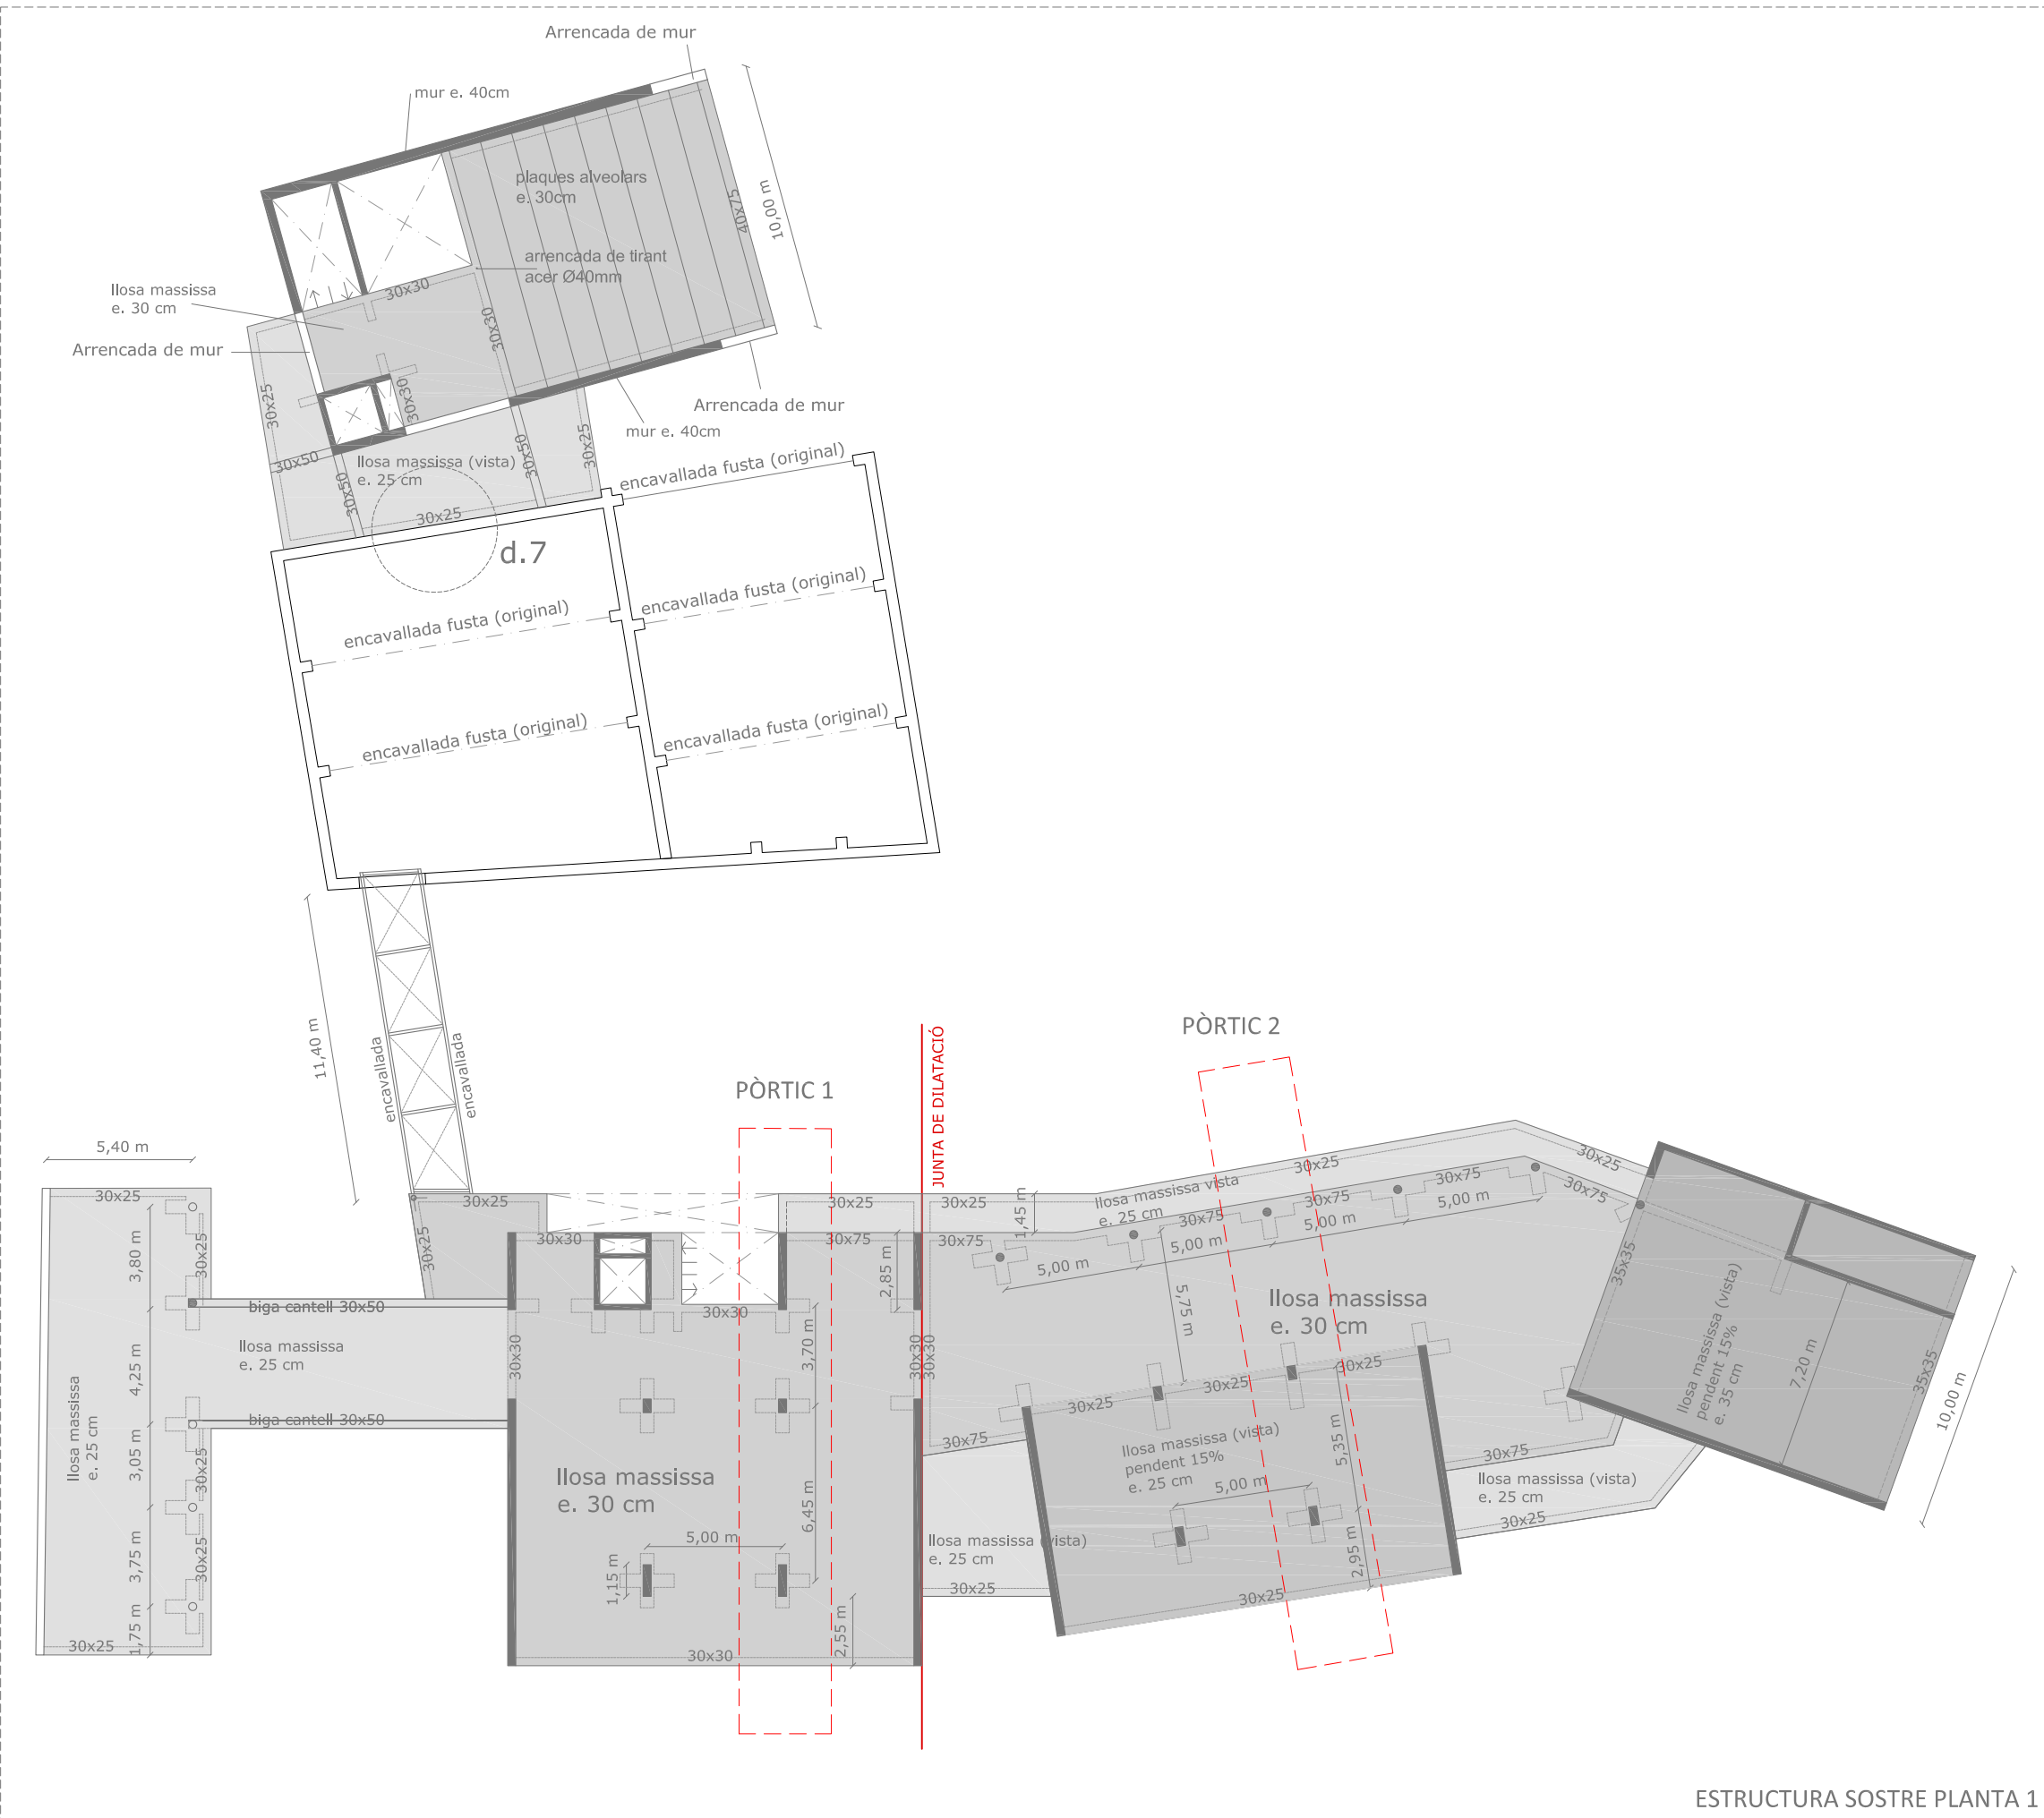 Arrencada de mur
mur e. 40cm
plaques alveolars
e. 30cm
40x75
10,00 m
arrencada de tirant
acer Ø40mm
llosa massissa
e. 30 cm
30x30
30x30
Arrencada de mur
30x25
30x30
Arrencada de mur
mur e. 40cm
30x50
llosa massissa (vista)
e. 25 cm
30x50
30x50
30x25
30x25
encavallada fusta (original)
d.7
encavallada fusta (original)
encavallada fusta (original)
encavallada fusta (original)
encavallada fusta (original)
11,40 m
encavallada
encavallada
PÒRTIC 1
JUNTA DE DILATACIÓ
PÒRTIC 2
5,40 m
30x25
3,80 m
30x25
biga cantell 30x50
4,25 m
llosa massissa
e. 25 cm
biga cantell 30x50
llosa massissa
e. 25 cm
3,05 m
30x25
3,75 m
30x25
1,75 m
30x25
30x25
30x25
30x30
30x25
30x75
2,85 m
30x30
30x30
3,70 m
30x30
30x30
llosa massissa
e. 30 cm
6,45 m
5,00 m
1,15 m
2,55 m
30x30
30x25
1,45 m
30x75
llosa massissa vista
e. 25 cm
30x25
30x25
30x75
30x75
30x75
30x75
5,00 m
5,00 m
5,00 m
5,00 m
5,75 m
llosa massissa
e. 30 cm
35x35
30x25
30x25
30x25
30x75
llosa massissa (vista)
pendent 15%
e. 25 cm
5,35 m
5,00 m
2,95 m
30x25
llosa massissa (vista)
e. 25 cm
30x25
30x75
llosa massissa (vista)
e. 25 cm
30x25
llosa massissa (vista)
pendent 15%
e. 35 cm
7,20 m
35x35
10,00 m
ESTRUCTURA SOSTRE PLANTA 1